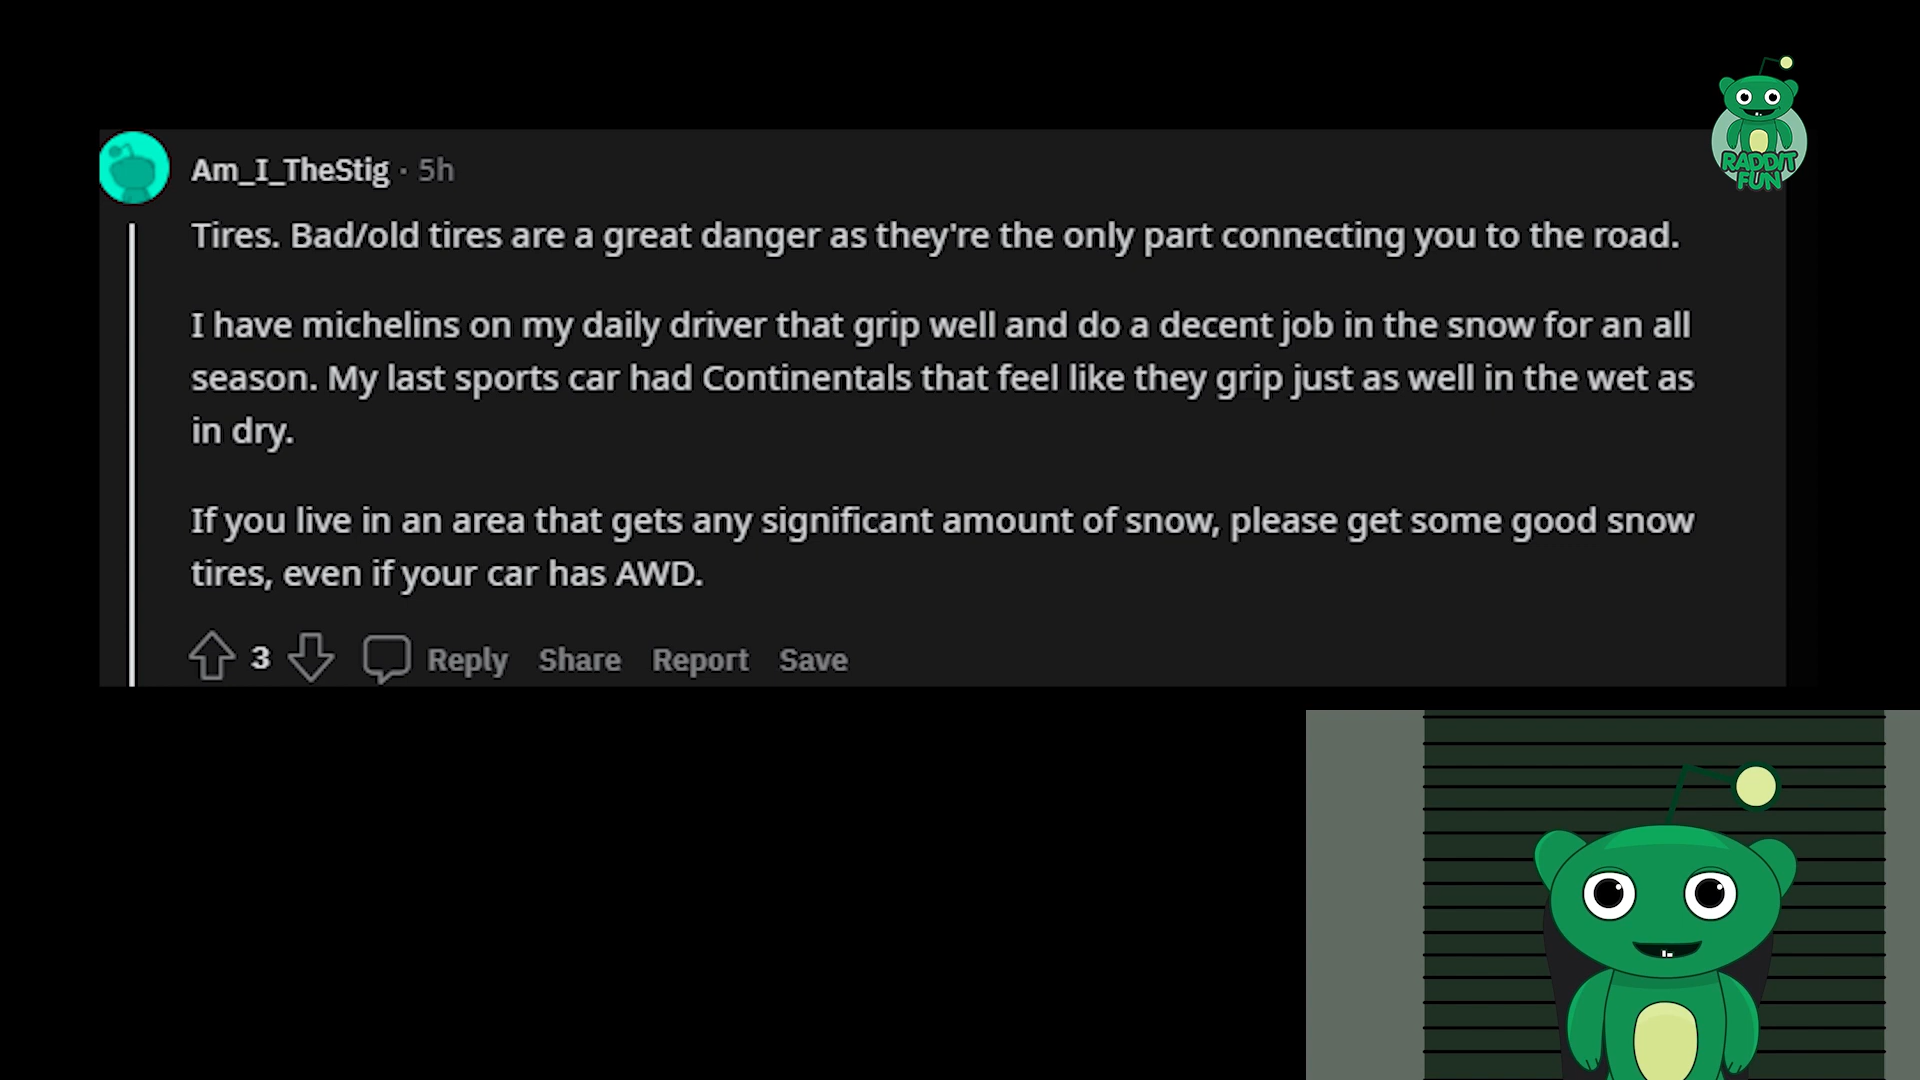 RADDIT
FUN
Am_I_TheStig · 5h
Tires. Bad/old tires are a great danger as they're the only part connecting you to the road.
I have michelins on my daily driver that grip well and do a decent job in the snow for an all
season. My last sports car had Continentals that feel like they grip just as well in the wet as
in dry.
If you live in an area that gets any significant amount of snow, please get some good snow
tires, even if your car has AWD.
3 Reply Share Report Save